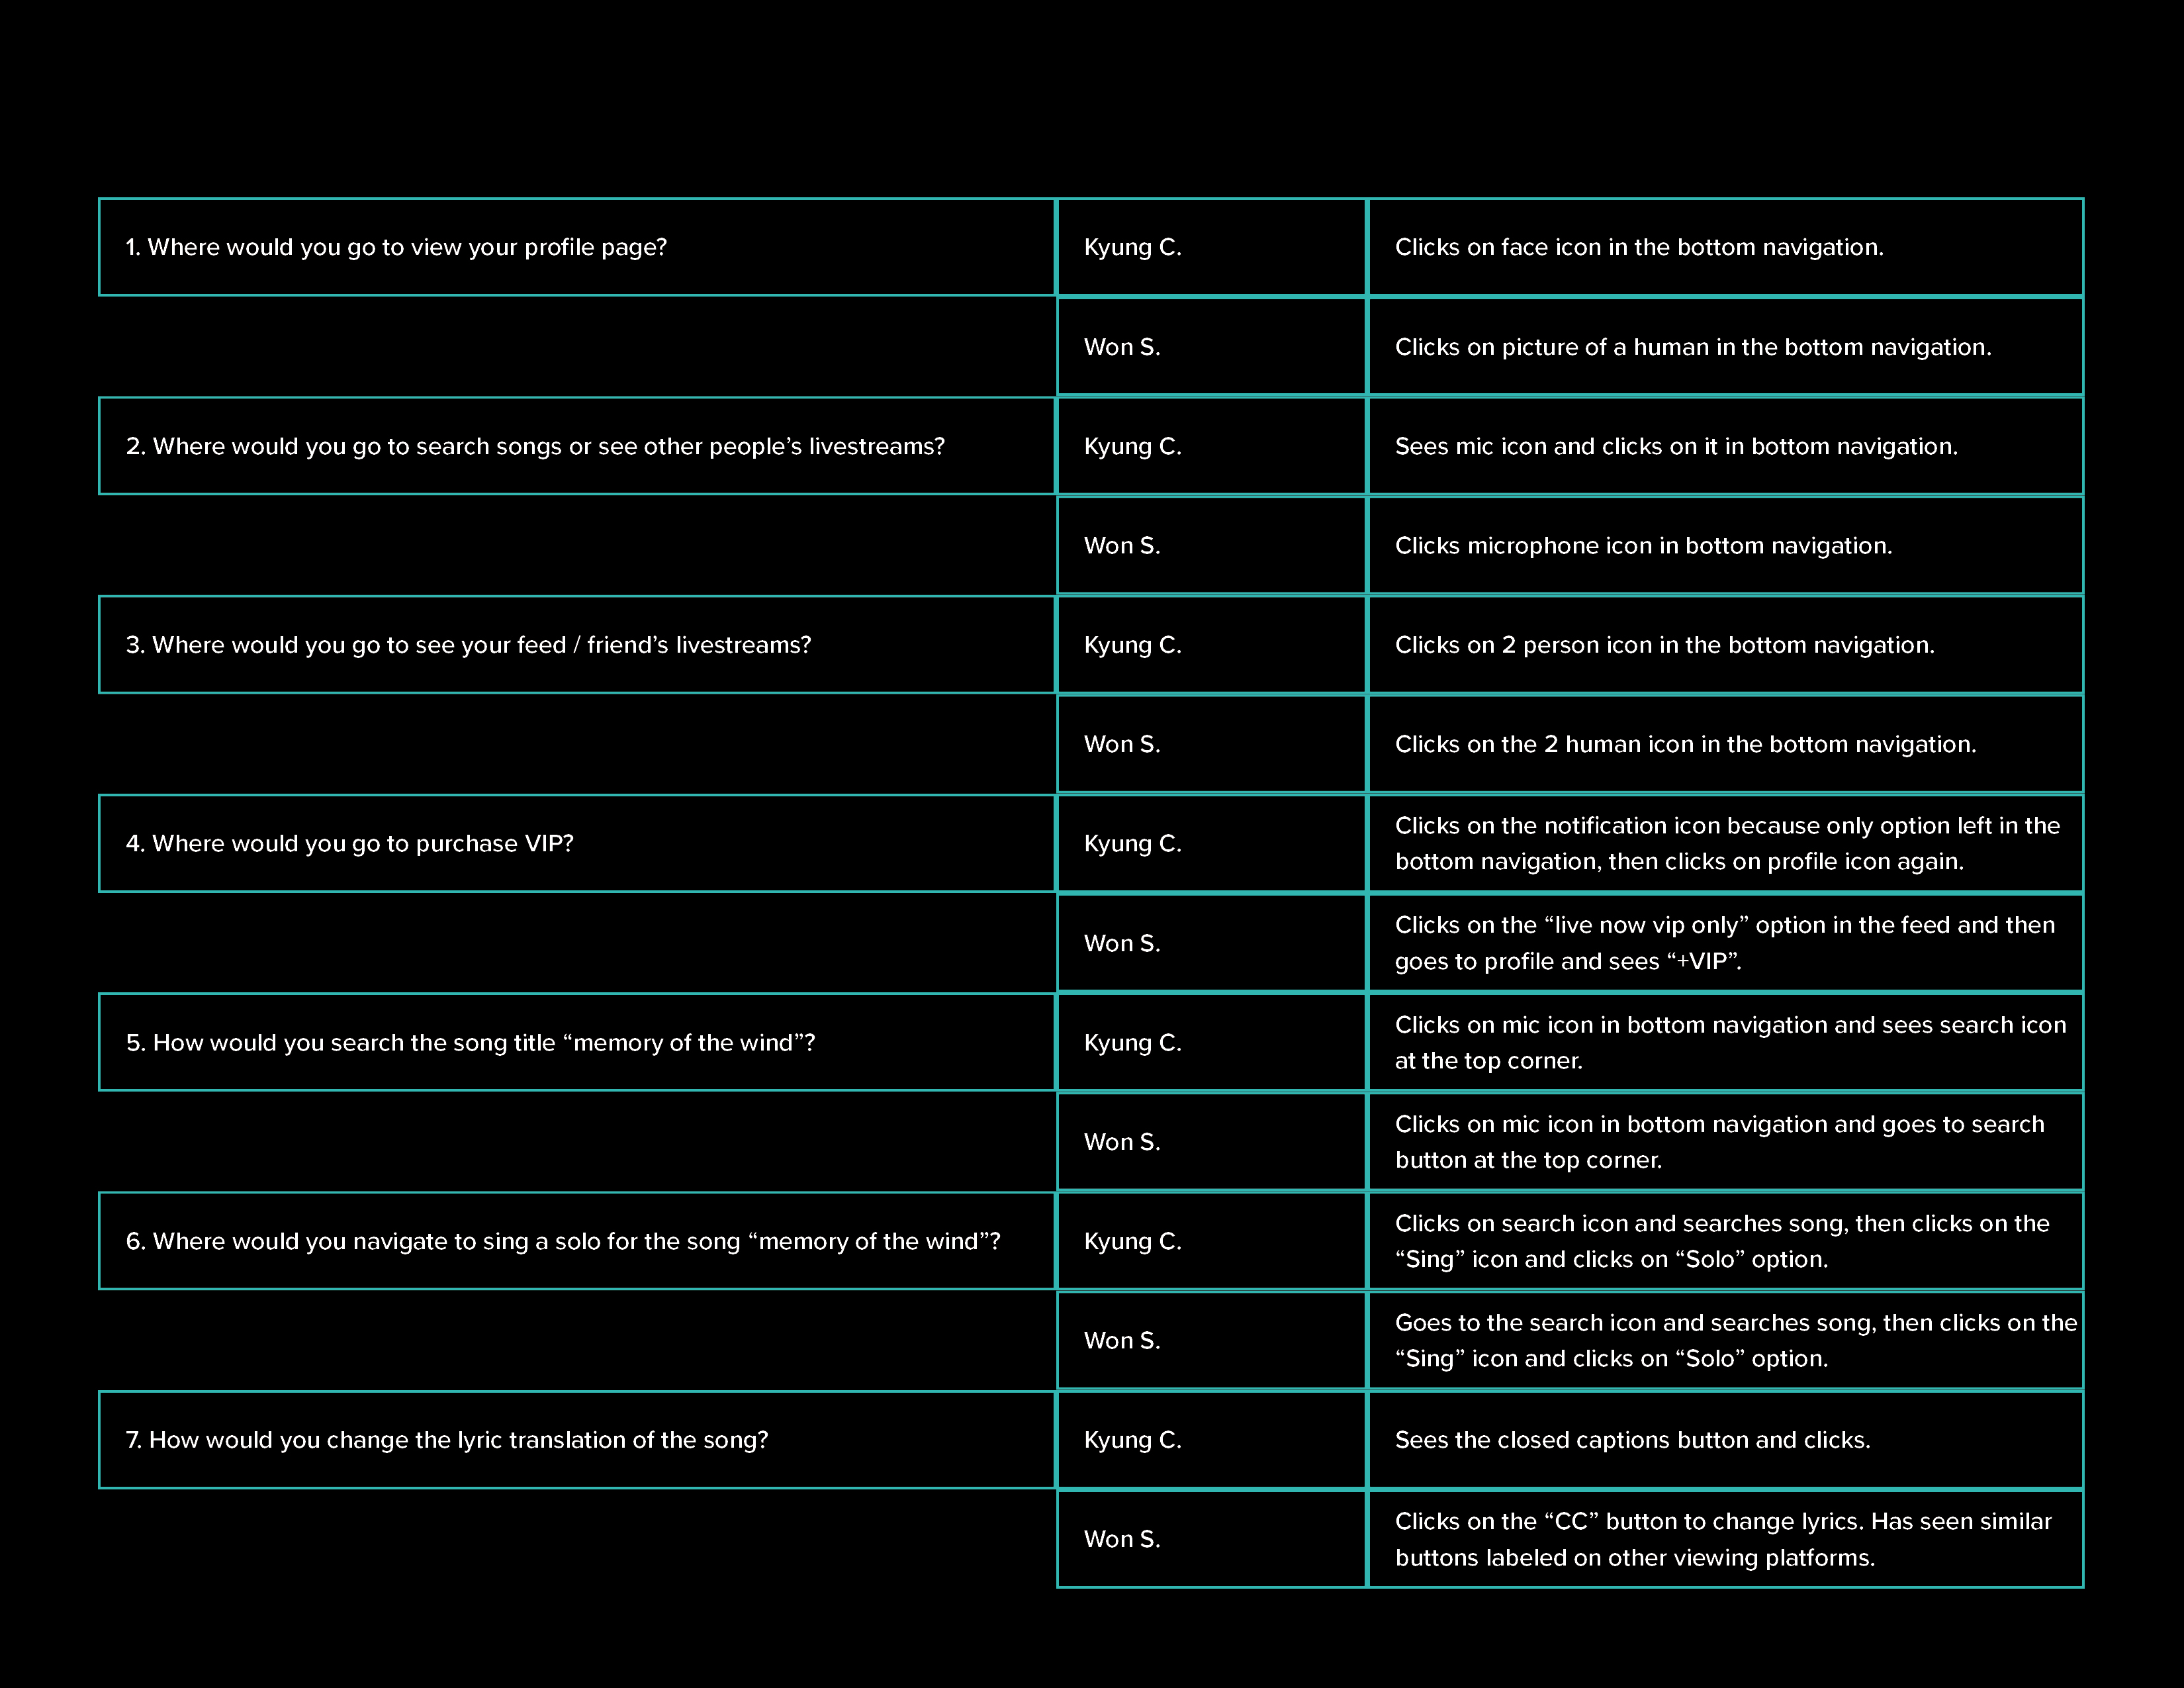 1. Where would you go to view your profile page?
Kyung C.
Clicks on face icon in the bottom navigation.
Won S.
Clicks on picture of a human in the bottom navigation.
2. Where would you go to search songs or see other people’s livestreams?
Kyung C.
Sees mic icon and clicks on it in bottom navigation.
Won S.
Clicks microphone icon in bottom navigation.
3. Where would you go to see your feed / friend’s livestreams?
Kyung C.
Clicks on 2 person icon in the bottom navigation.
Won S.
Clicks on the 2 human icon in the bottom navigation.
4. Where would you go to purchase VIP?
Kyung C.
Clicks on the notification icon because only option left in the
bottom navigation, then clicks on profile icon again.
Won S.
Clicks on the “live now vip only” option in the feed and then
goes to profile and sees “+VIP”.
5. How would you search the song title “memory of the wind”?
Kyung C.
Clicks on mic icon in bottom navigation and sees search icon
at the top corner.
Won S.
Clicks on mic icon in bottom navigation and goes to search
button at the top corner.
6. Where would you navigate to sing a solo for the song “memory of the wind”?
Kyung C.
Clicks on search icon and searches song, then clicks on the
“Sing” icon and clicks on “Solo” option.
Won S.
Goes to the search icon and searches song, then clicks on the
“Sing” icon and clicks on “Solo” option.
7. How would you change the lyric translation of the song?
Kyung C.
Sees the closed captions button and clicks.
Won S.
Clicks on the “CC” button to change lyrics. Has seen similar
buttons labeled on other viewing platforms.